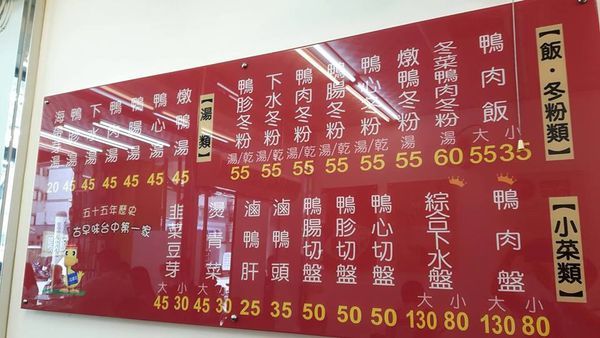 【飯·冬粉類】
鴨肉飯 大 55 小 35
冬菜鴨肉冬粉 湯 60
燉鴨冬粉 湯 55
鴨心冬粉 湯/乾 55
鴨腸冬粉 湯/乾 55
鴨肉冬粉 湯/乾 55
下水冬粉 湯/乾 55
鴨胗冬粉 湯/乾 55
【湯類】
燉鴨湯 45
鴨心湯 45
鴨腸湯 45
鴨肉湯 45
下水湯 45
鴨胗湯 45
湯 20
【小菜類】
鴨肉盤 大 130 小 80
綜合下水盤 大 130 小 80
鴨心切盤 50
鴨胗切盤 50
鴨腸切盤 50
滷鴨頭 35
滷鴨肝 25
燙青菜 大 45 小 30
韭菜豆芽 大 45 小 30
五十五年歷史
古早味台中第一家